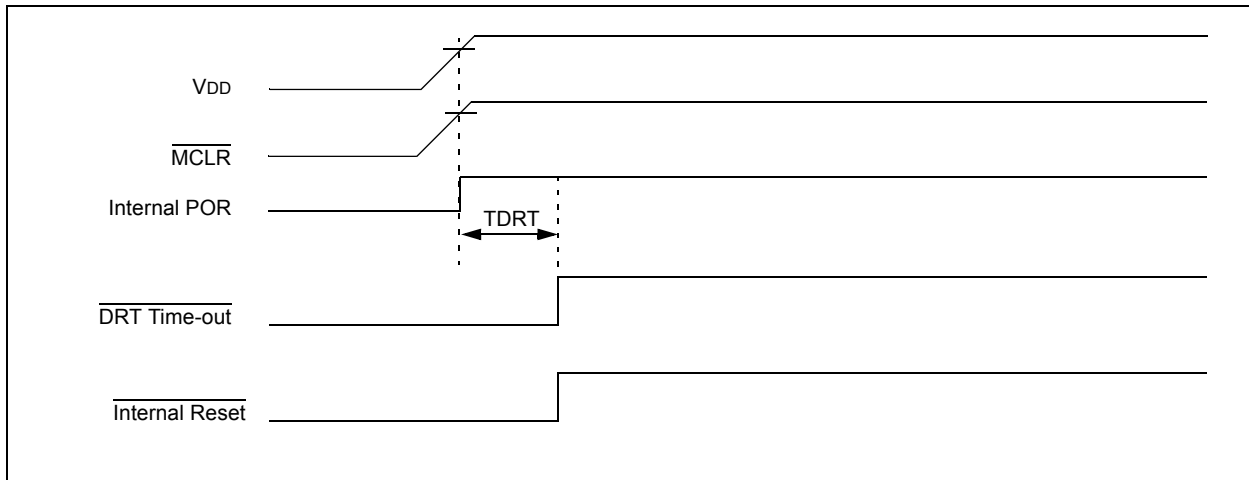 VDD
MCLR
Internal POR
TDRT
DRT Time-out
Internal Reset